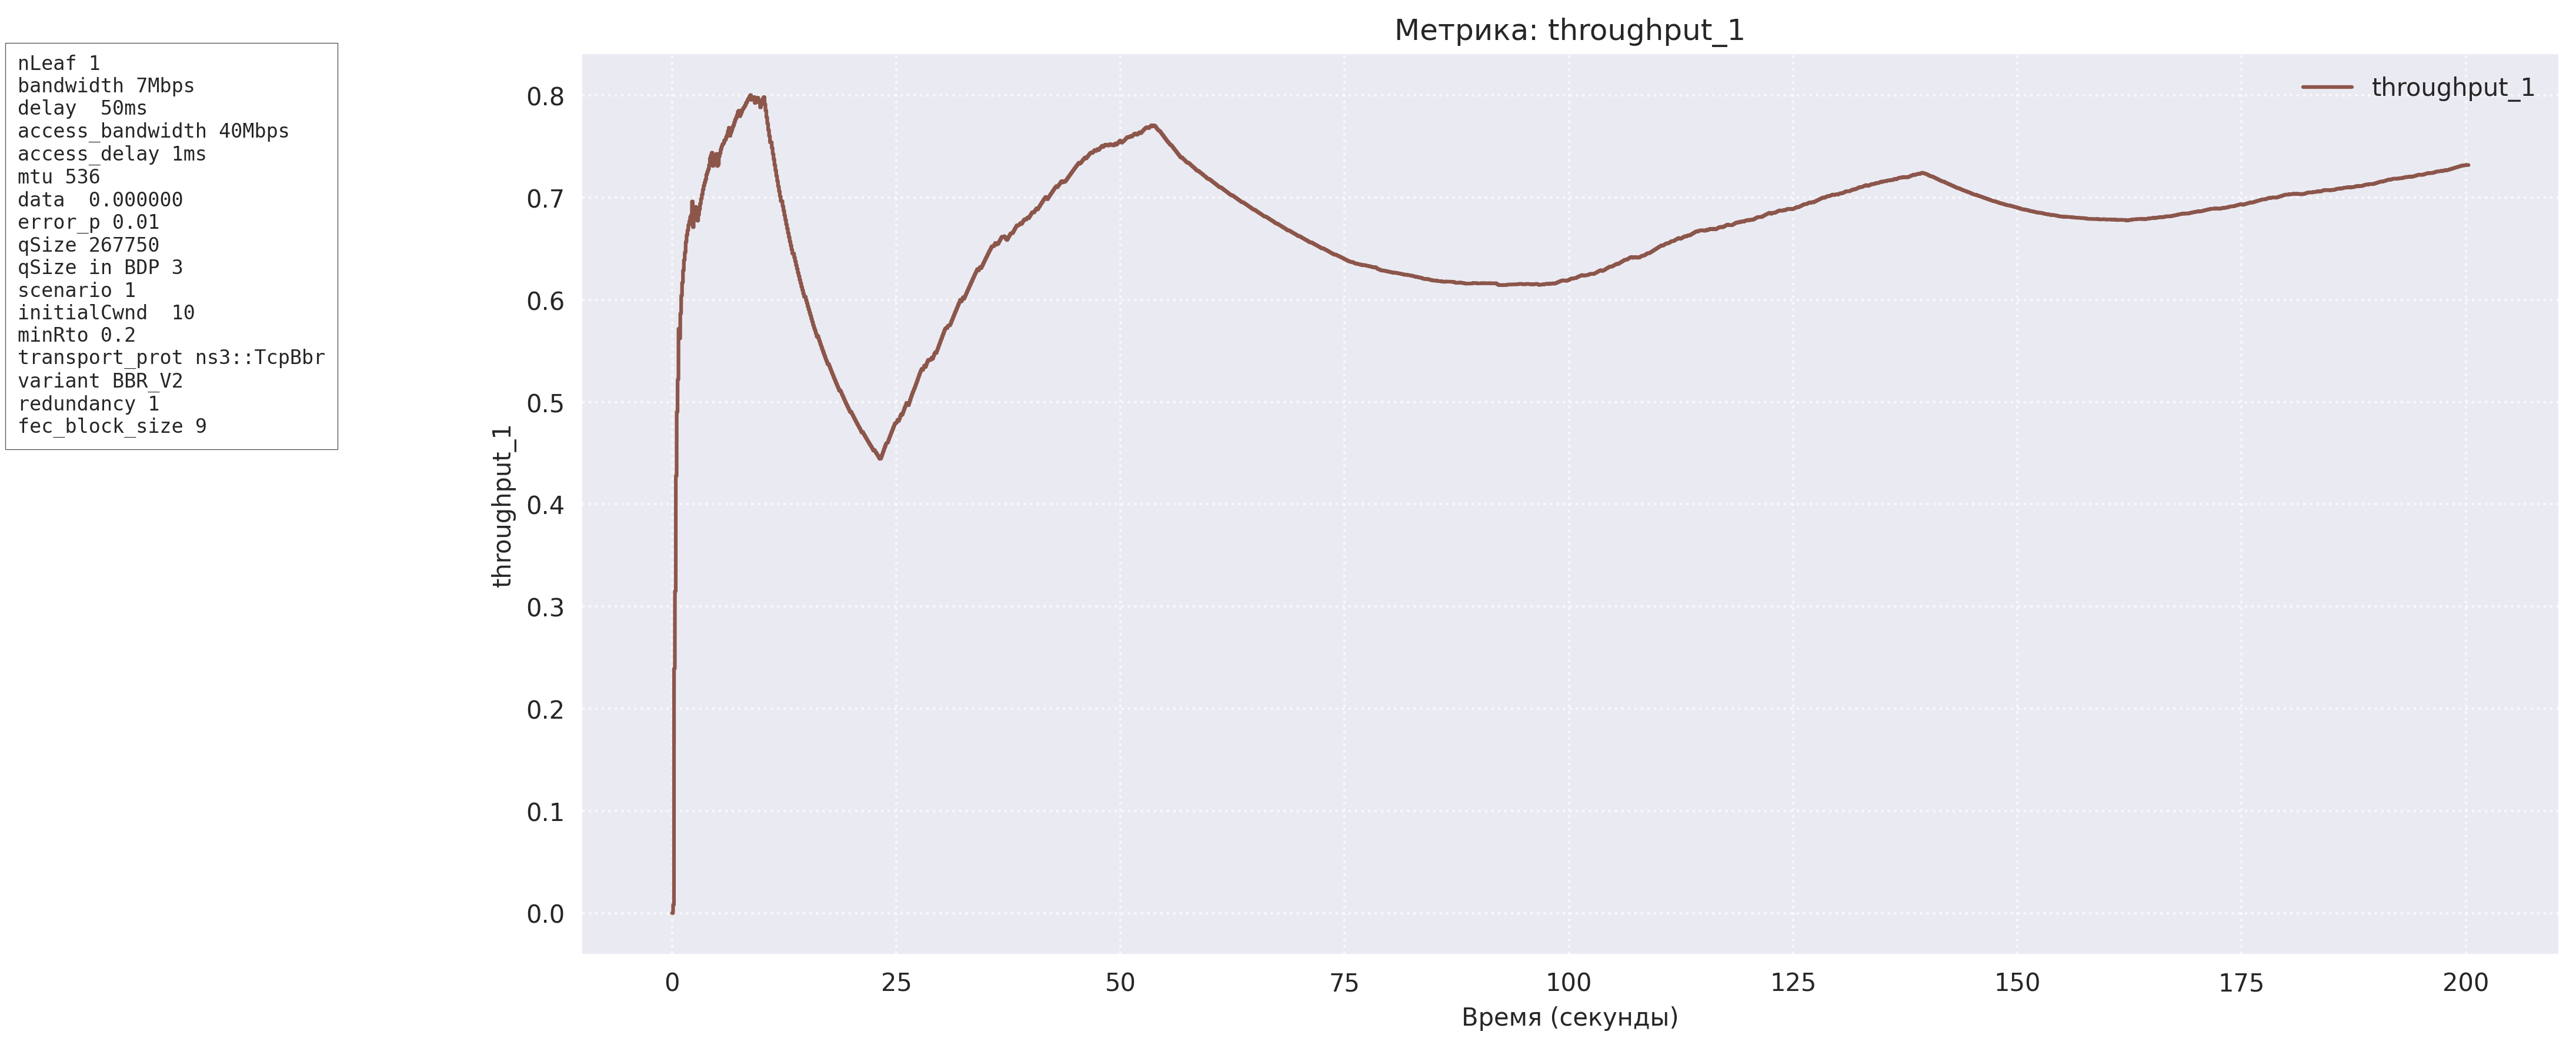 Метрика: throughput_1
nLeaf 1
bandwidth 7Mbps
delay  50ms
access_bandwidth 40Mbps
access_delay 1ms
mtu 536
data  0.000000
error_p 0.01
qSize 267750
qSize in BDP 3
scenario 1
initialCwnd  10
minRto 0.2
transport_prot ns3::TcpBbr
variant BBR_V2
redundancy 1
fec_block_size 9
throughput_1
throughput_1
0.8
0.7
0.6
0.5
0.4
0.3
0.2
0.1
0.0
0 25 50 75 100 125 150 175 200
Время (секунды)